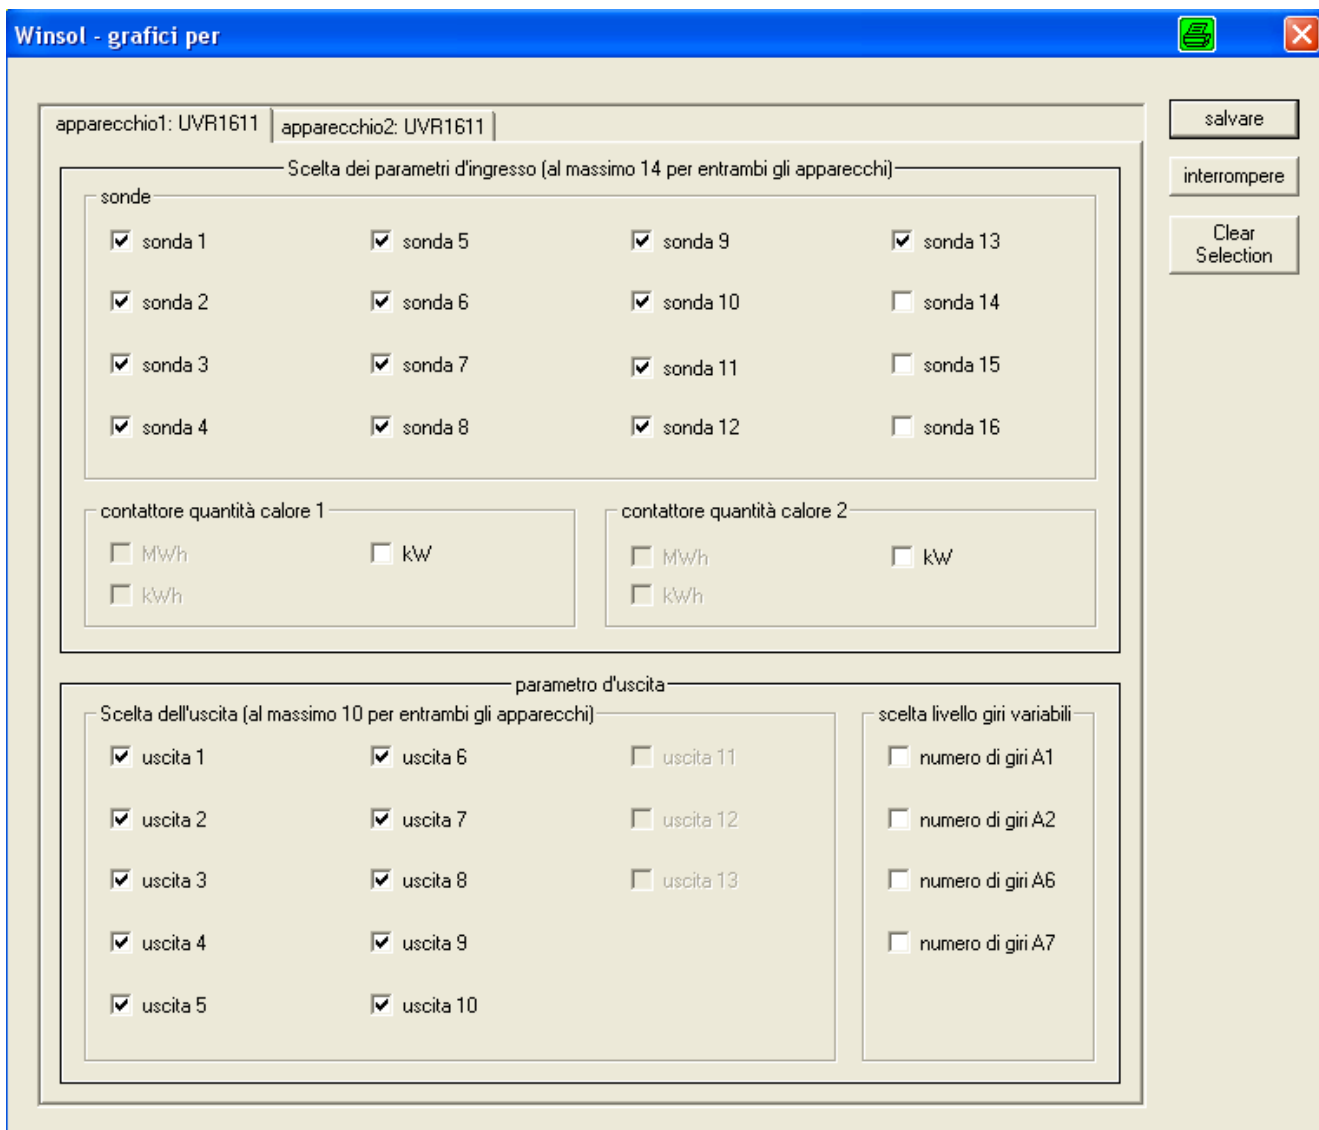 Winsol - grafici per
apparecchio1: UVR1611
apparecchio2: UVR1611
salvare
interrompere
Clear
Selection
Scelta dei parametri d'ingresso (al massimo 14 per entrambi gli apparecchi)
sonde
sonda 1
sonda 5
sonda 9
sonda 13
sonda 2
sonda 6
sonda 10
sonda 14
sonda 3
sonda 7
sonda 11
sonda 15
sonda 4
sonda 8
sonda 12
sonda 16
contattore quantità calore 1
MWh
kW
kWh
contattore quantità calore 2
MWh
kW
kWh
parametro d'uscita
Scelta dell'uscita (al massimo 10 per entrambi gli apparecchi)
uscita 1
uscita 6
uscita 11
uscita 2
uscita 7
uscita 12
uscita 3
uscita 8
uscita 13
uscita 4
uscita 9
uscita 5
uscita 10
scelta livello giri variabili
numero di giri A1
numero di giri A2
numero di giri A6
numero di giri A7